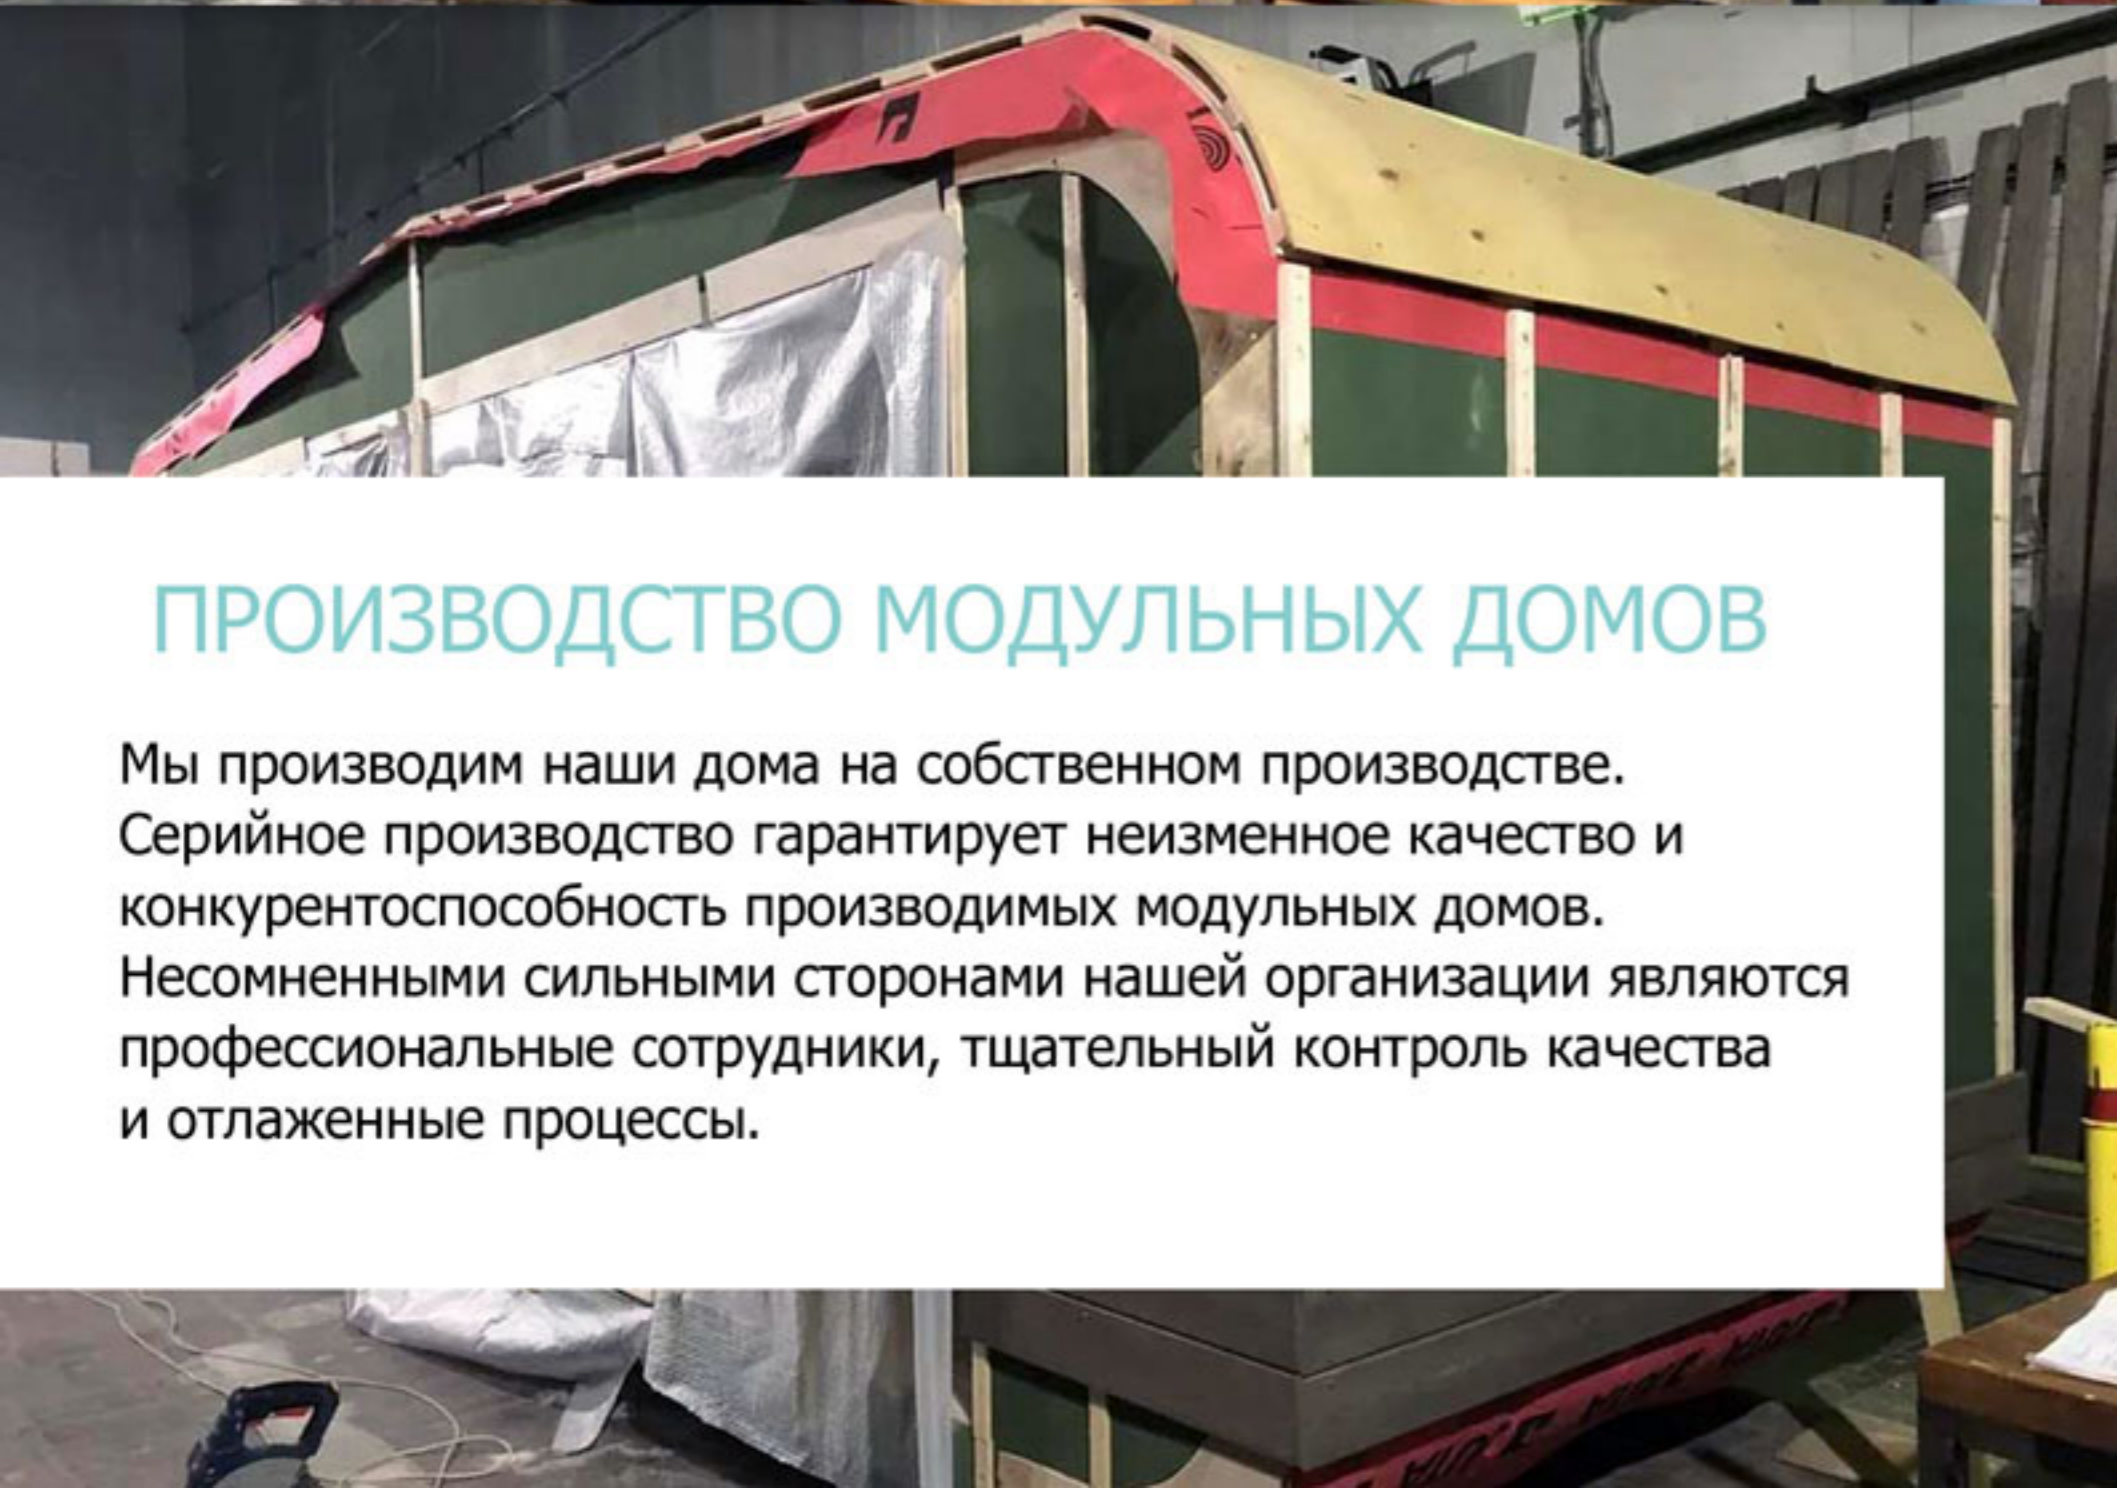 ПРОИЗВОДСТВО МОДУЛЬНЫХ ДОМОВ
Мы производим наши дома на собственном производстве.
Серийное производство гарантирует неизменное качество и
конкурентоспособность производимых модульных домов.
Несомненными сильными сторонами нашей организации являются
профессиональные сотрудники, тщательный контроль качества
и отлаженные процессы.